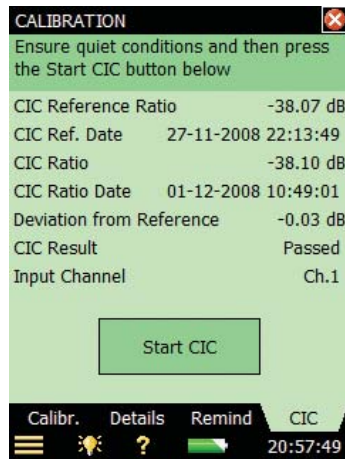 CALIBRATION
Ensure quiet conditions and then press
the Start CIC button below
CIC Reference Ratio -38.07 dB
CIC Ref. Date 27-11-2008 22:13:49
CIC Ratio -38.10 dB
CIC Ratio Date 01-12-2008 10:49:01
Deviation from Reference -0.03 dB
CIC Result Passed
Input Channel Ch.1
Start CIC
Calibr. Details Remind CIC
? 20:57:49